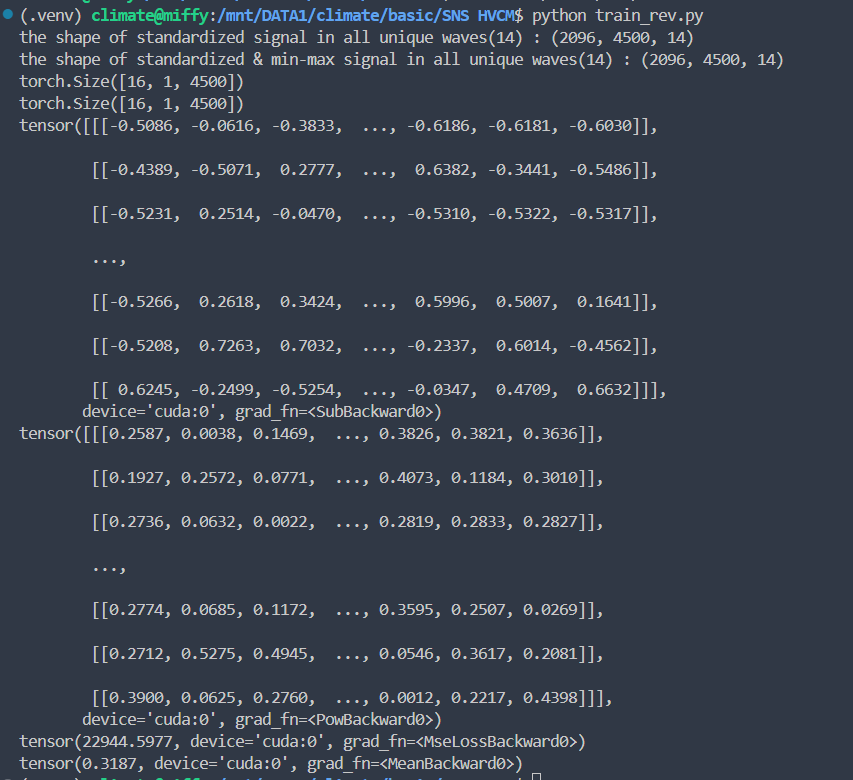 (.venv) climate@miffy:/mnt/DATA1/climate/basic/SNS HVCM$ python train_rev.py
the shape of standardized signal in all unique waves(14) : (2096, 4500, 14)
the shape of standardized & min-max signal in all unique waves(14) : (2096, 4500, 14)
torch.Size([16, 1, 4500])
torch.Size([16, 1, 4500])
tensor([[[-0.5086, -0.0616, -0.3833,  ..., -0.6186, -0.6181, -0.6030]],
[[-0.4389, -0.5071,  0.2777,  ...,  0.6382, -0.3441, -0.5486]],
[[-0.5231,  0.2514, -0.0470,  ..., -0.5310, -0.5322, -0.5317]],
...,
[[-0.5266,  0.2618,  0.3424,  ...,  0.5996,  0.5007,  0.1641]],
[[-0.5208,  0.7263,  0.7032,  ..., -0.2337,  0.6014, -0.4562]],
[[ 0.6245, -0.2499, -0.5254,  ..., -0.0347,  0.4709,  0.6632]]],
device='cuda:0', grad_fn=<SubBackward0>)
tensor([[[0.2587, 0.0038, 0.1469,  ..., 0.3826, 0.3821, 0.3636]],
[[0.1927, 0.2572, 0.0771,  ..., 0.4073, 0.1184, 0.3010]],
[[0.2736, 0.0632, 0.0022,  ..., 0.2819, 0.2833, 0.2827]],
...,
[[0.2774, 0.0685, 0.1172,  ..., 0.3595, 0.2507, 0.0269]],
[[0.2712, 0.5275, 0.4945,  ..., 0.0546, 0.3617, 0.2081]],
[[0.3900, 0.0625, 0.2760,  ..., 0.0012, 0.2217, 0.4398]]],
device='cuda:0', grad_fn=<PowBackward0>)
tensor(22944.5977, device='cuda:0', grad_fn=<MseLossBackward0>)
tensor(0.3187, device='cuda:0', grad_fn=<MeanBackward0>)